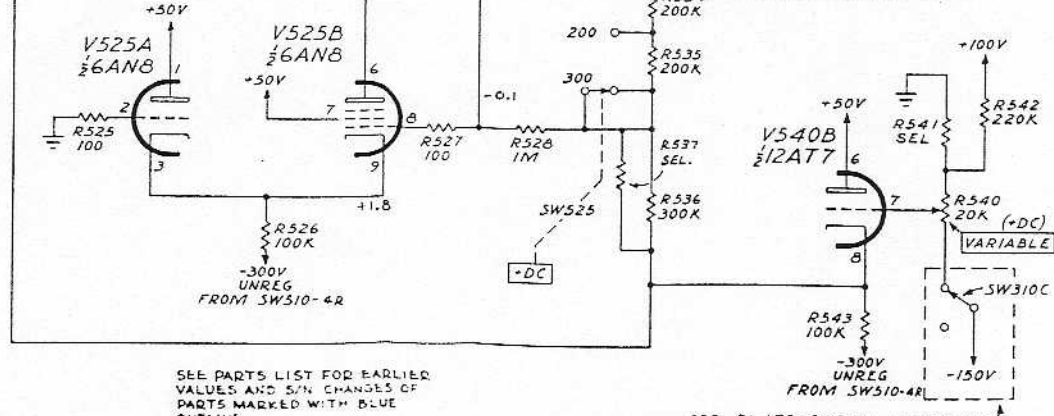 +50V
V525A
½6AN8
1
2
3
R525
100
V525B
½6AN8
+50V
6
7
8
9
+1.8
R526
100K
-300V
UNREG
FROM SW510-4R
R527
100
-0.1
R528
1M
200K
200
R535
200K
300
R537
SEL.
R536
300K
SW525
+DC
+50V
V540B
½12AT7
6
7
8
R541
SEL
+100V
R542
220K
R540
20K
(+DC)
VARIABLE
SW310C
-150V
R543
100K
-300V
UNREG
FROM SW510-4R
SEE PARTS LIST FOR EARLIER
VALUES AND S/N CHANGES OF
PARTS MARKED WITH BLUE